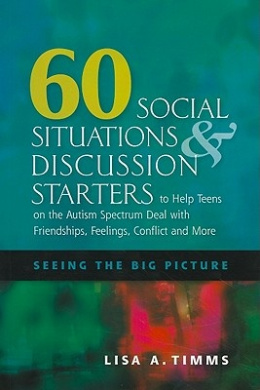 60 SOCIAL
SITUATIONS &
DISCUSSION
STARTERS to Help Teens
on the Autism Spectrum Deal with
Friendships, Feelings, Conflict and More
SEEING THE BIG PICTURE
LISA A. TIMMS